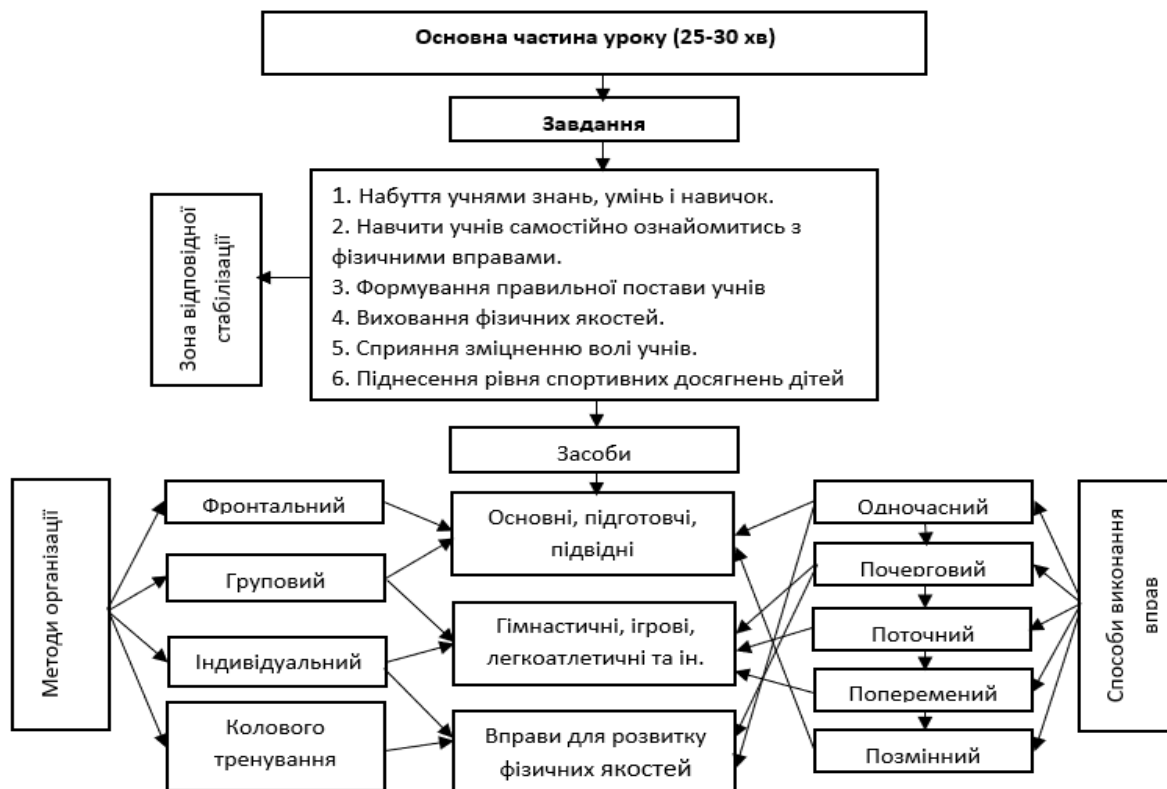 Основна частина уроку (25-30 хв)
Завдання
Зона відповідної
стабілізації
1. Набуття учнями знань, умінь і навичок.
2. Навчити учнів самостійно ознайомитись з
фізичними вправами.
3. Формування правильної постави учнів
4. Виховання фізичних якостей.
5. Сприяння зміцненню волі учнів.
6. Піднесення рівня спортивних досягнень дітей
Засоби
Методи організації
Фронтальний
Груповий
Індивідуальний
Колового
тренування
Основні, підготовчі,
підвідні
Гімнастичні, ігрові,
легкоатлетичні та ін.
Вправи для розвитку
фізичних якостей
Одночасний
Почерговий
Поточний
Поперемений
Позмінний
Способи виконання
вправ